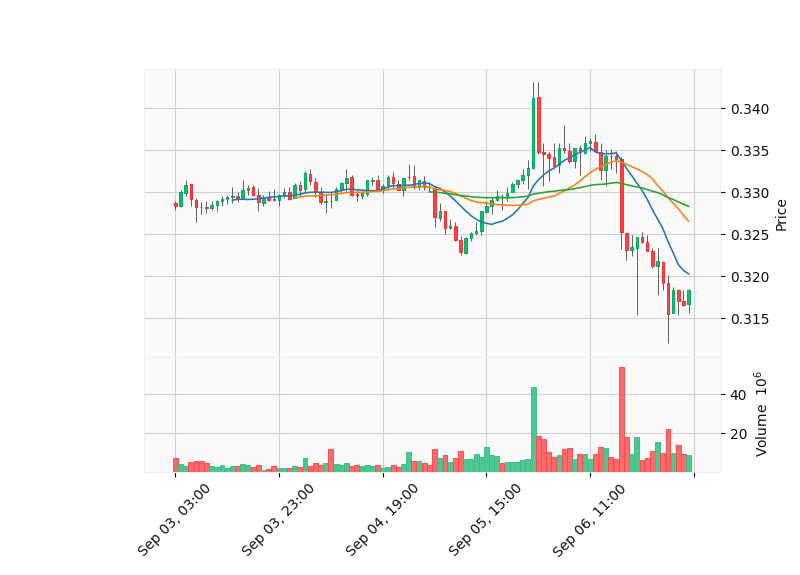 0.340
0.335
0.330
0.325
0.320
0.315
Price
40
20
Volume 10^6
Sep 03, 03:00
Sep 03, 23:00
Sep 04, 19:00
Sep 05, 15:00
Sep 06, 11:00